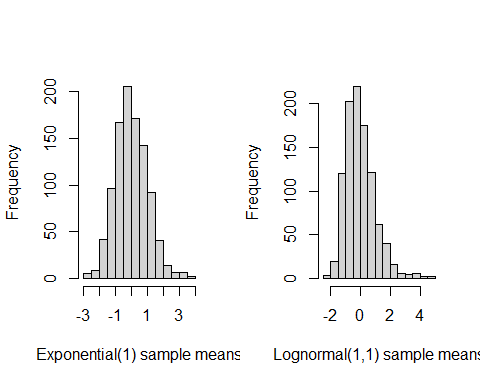 Frequency
200
150
100
50
0
-3 -1 1 3
Exponential(1) sample means
Frequency
200
150
100
50
0
-2 0 2 4
Lognormal(1,1) sample means